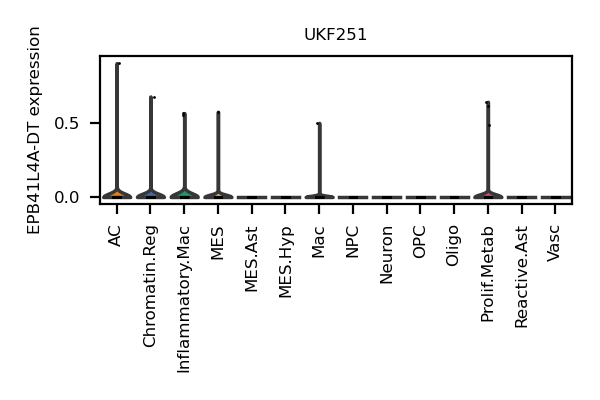 UKF251
EPB41L4A-DT expression
0.5
0.0
AC
Chromatin.Reg
Inflammatory.Mac
MES
MES.Ast
MES.Hyp
Mac
NPC
Neuron
OPC
Oligo
Prolif.Metab
Reactive.Ast
Vasc